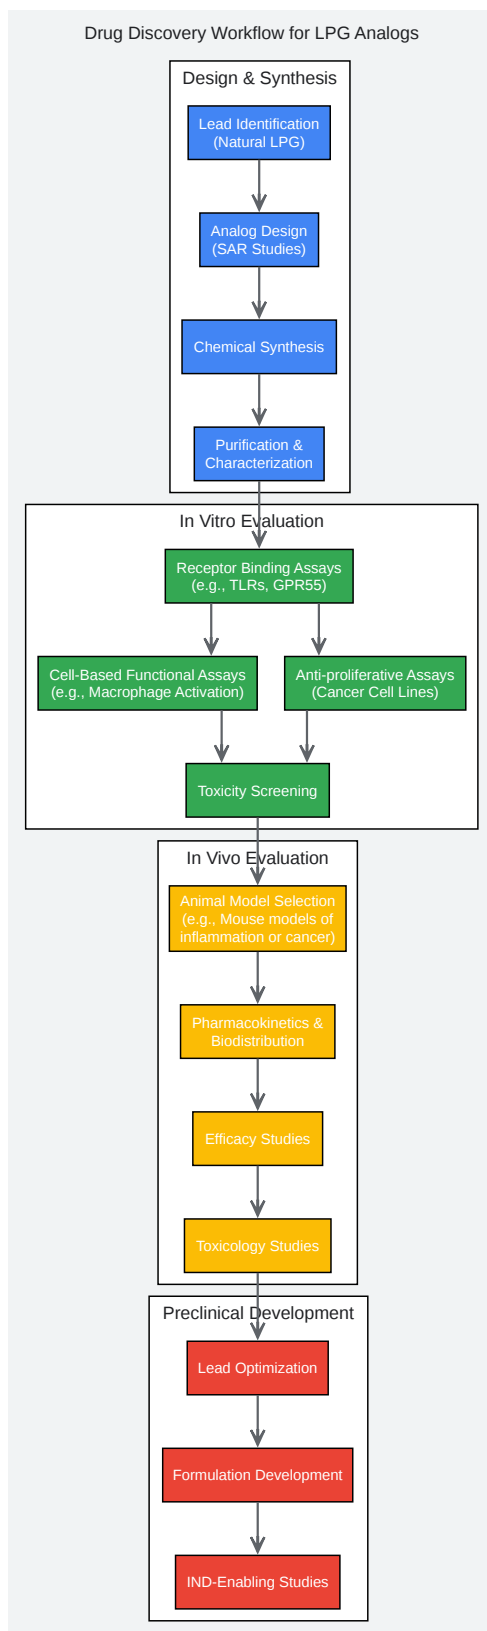 Drug Discovery Workflow for LPG Analogs
Design & Synthesis
Lead Identification
(Natural LPG)
Analog Design
(SAR Studies)
Chemical Synthesis
Purification &
Characterization
In Vitro Evaluation
Receptor Binding Assays
(e.g., TLRs, GPR55)
Cell-Based Functional Assays
(e.g., Macrophage Activation)
Anti-proliferative Assays
(Cancer Cell Lines)
Toxicity Screening
In Vivo Evaluation
Animal Model Selection
(e.g., Mouse models of
inflammation or cancer)
Pharmacokinetics &
Biodistribution
Efficacy Studies
Toxicology Studies
Preclinical Development
Lead Optimization
Formulation Development
IND-Enabling Studies